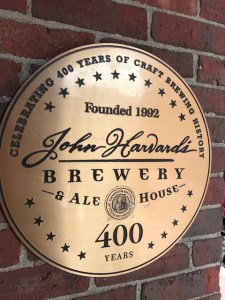 CELEBRATING 400 YEARS OF CRAFT BREWING HISTORY
Founded 1992
John Harvard's
BREWERY
& ALE HOUSE
400
YEARS